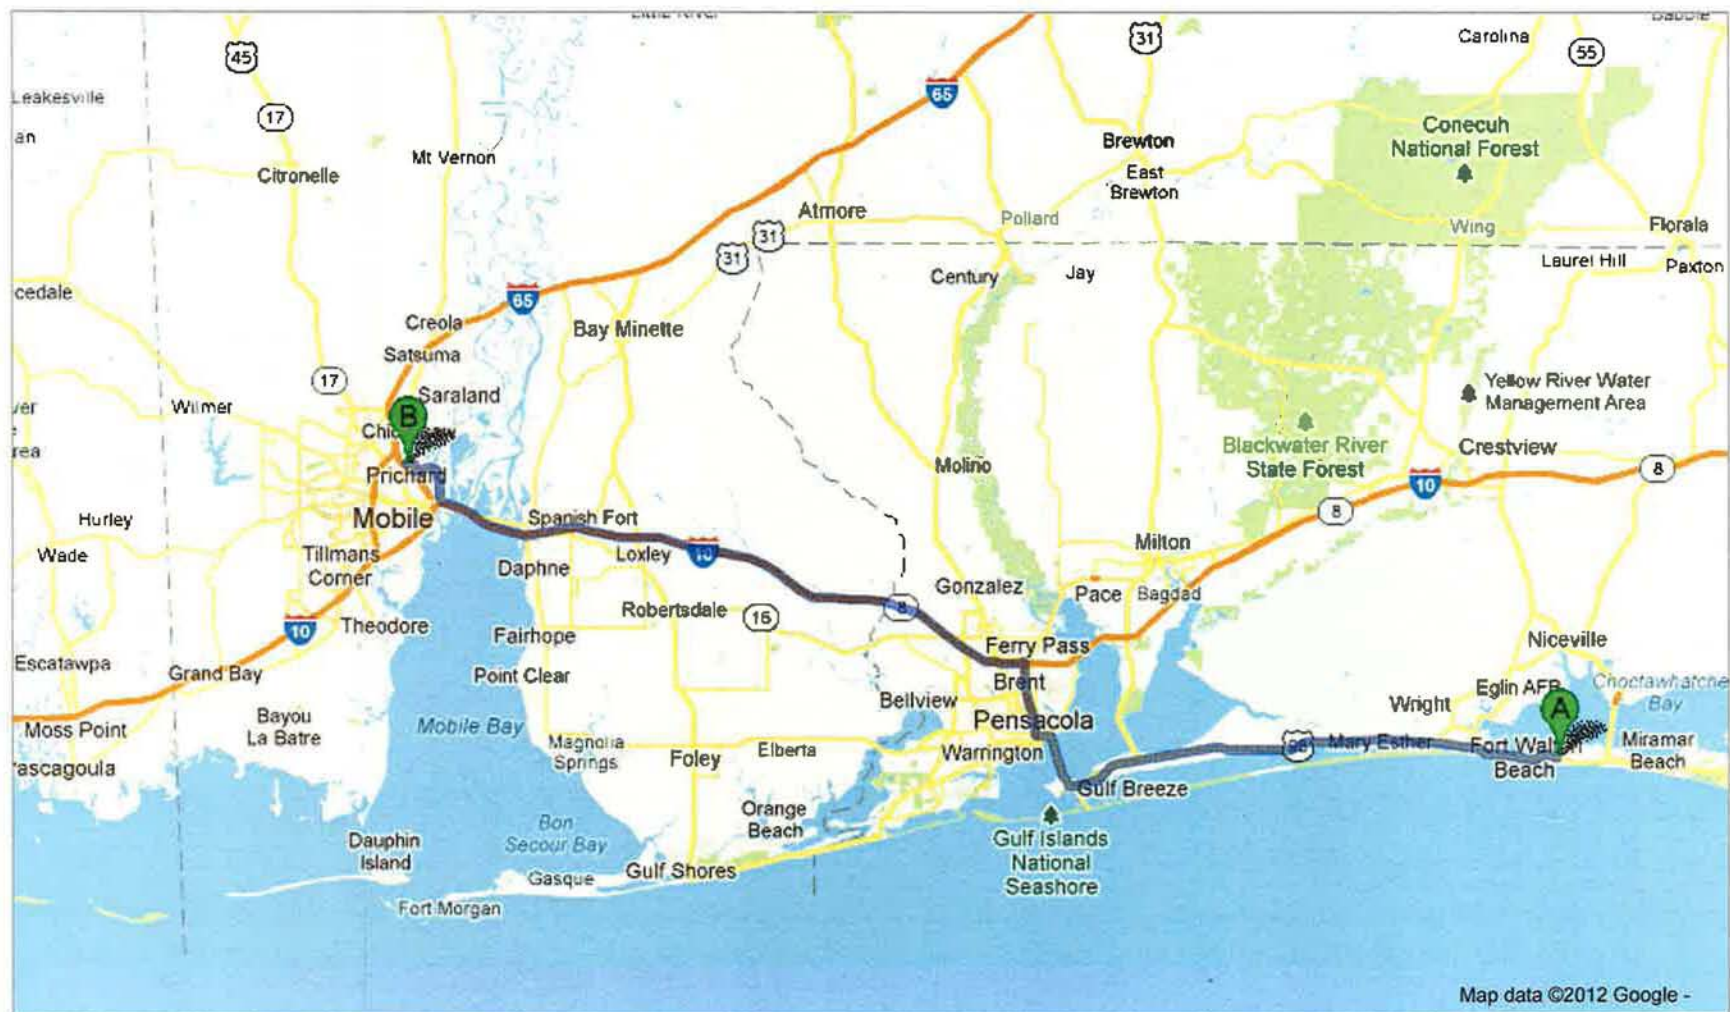 45
31
Carolina
55
Leakesville
17
65
an
Mt Vernon
Citronelle
Brewton
East
Brewton
Conecuh
National Forest
Atmore
Pollard
Wing
Florala
31
31
Century
Jay
Laurel Hill
Paxton
cedale
65
Creola
Bay Minette
Satsuma
17
Saraland
Wilmer
B
Yellow River Water
Management Area
Prichard
Molino
Blackwater River
State Forest
Crestview
10
8
8
Hurley
Mobile
Spanish Fort
Wade
Tillmans
Corner
Daphne
Loxley
10
Milton
Gonzalez
Pace
Bagdad
Robertsdale
16
8
10
Theodore
Fairhope
Ferry Pass
Niceville
Escatawpa
Grand Bay
Point Clear
Brent
Eglin AFB
Choctawhatche
Bay
Bellview
Wright
A
Moss Point
Bayou
La Batre
Mobile Bay
Magnolia
Springs
Foley
Elberta
Pensacola
Warrington
98
Mary Esther
Fort Walt
Beach
Miramar
Beach
ascagoula
Gulf Breeze
Orange
Beach
Dauphin
Island
Bon
Secour Bay
Gulf Islands
National
Seashore
Gasque
Gulf Shores
Fort Morgan
Map data ©2012 Google -